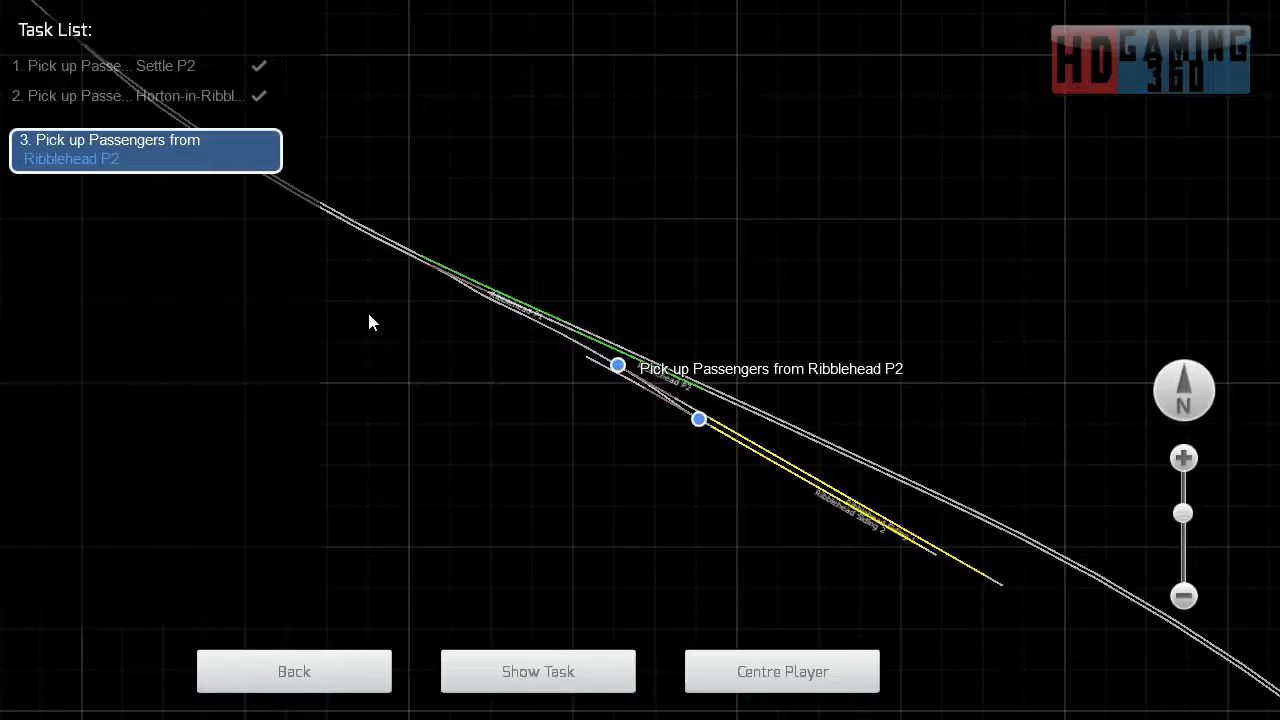 Task List:
1. Pick up Passe... Settle P2
2. Pick up Passe... Horton-in-Ribbl...
3. Pick up Passengers from
Ribblehead P2
HD GAMING
360
Ribblehead P1
Pick up Passengers from Ribblehead P2
Ribblehead Siding 2
N
Back
Show Task
Centre Player